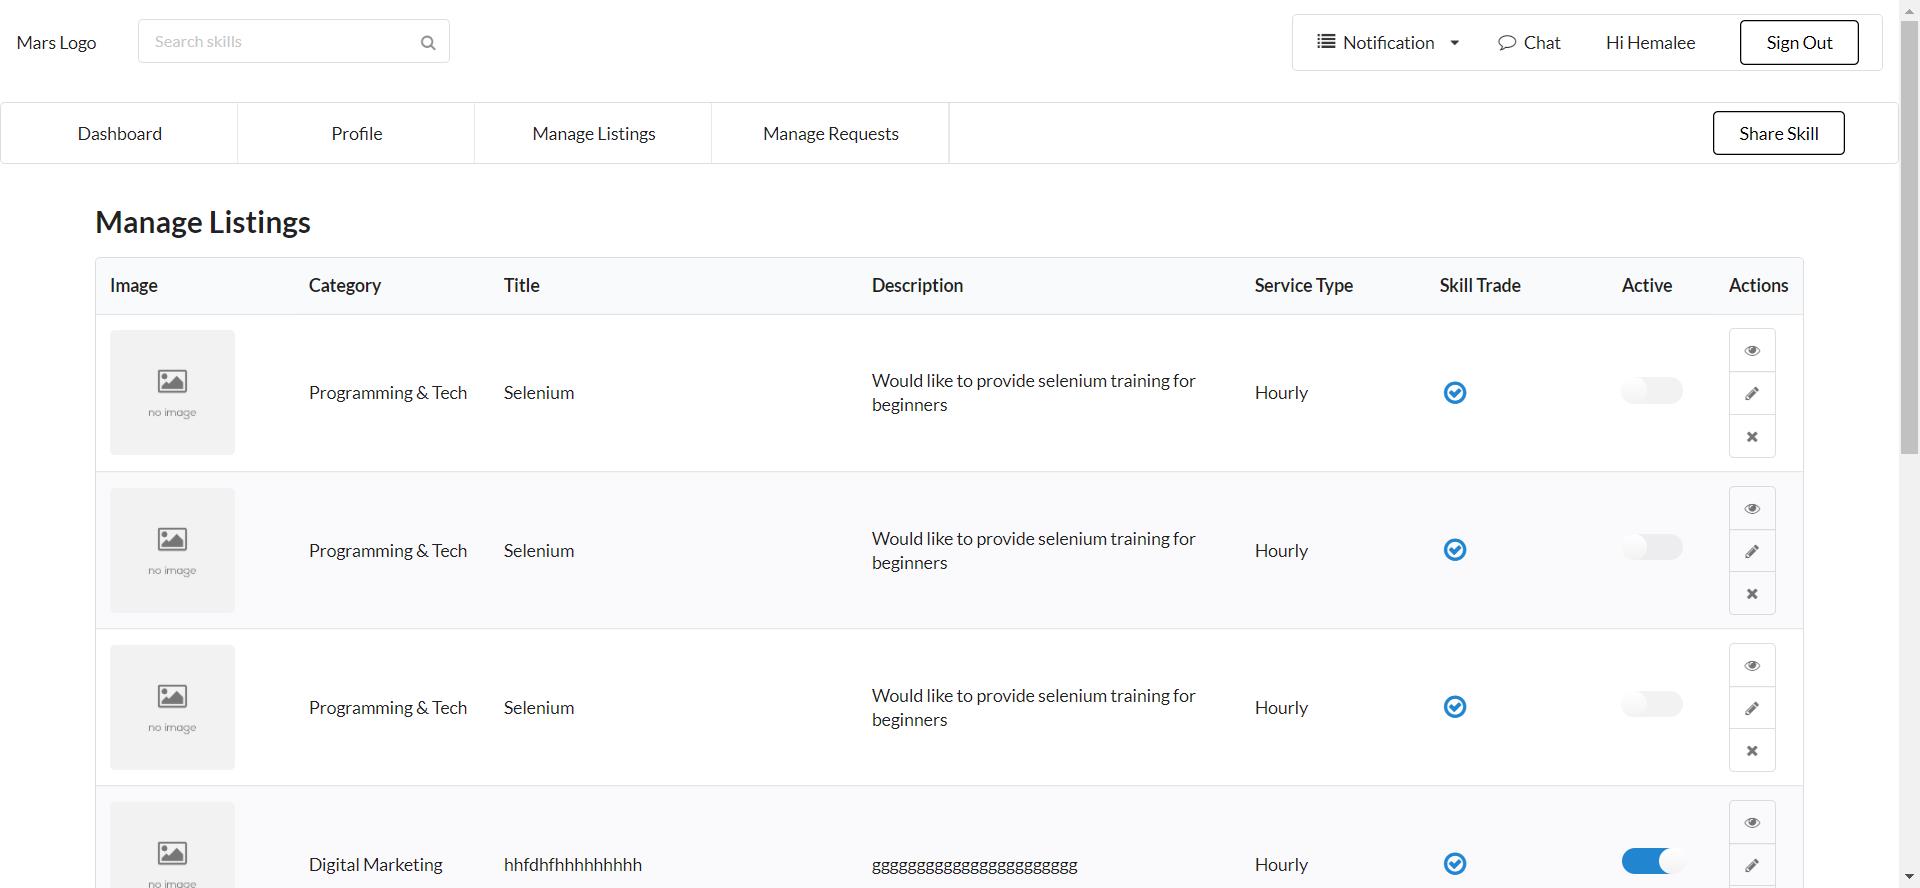 Mars Logo
Search skills
Notification
Chat
Hi Hemalee
Sign Out
Dashboard
Profile
Manage Listings
Manage Requests
Share Skill
Manage Listings
Image Category Title Description Service Type Skill Trade Active Actions
no image
Programming & Tech
Selenium
Would like to provide selenium training for
beginners
Hourly
no image
Programming & Tech
Selenium
Would like to provide selenium training for
beginners
Hourly
no image
Programming & Tech
Selenium
Would like to provide selenium training for
beginners
Hourly
no image
Digital Marketing
hhfdhfhhhhhhhhh
ggggggggggggggggggggggg
Hourly